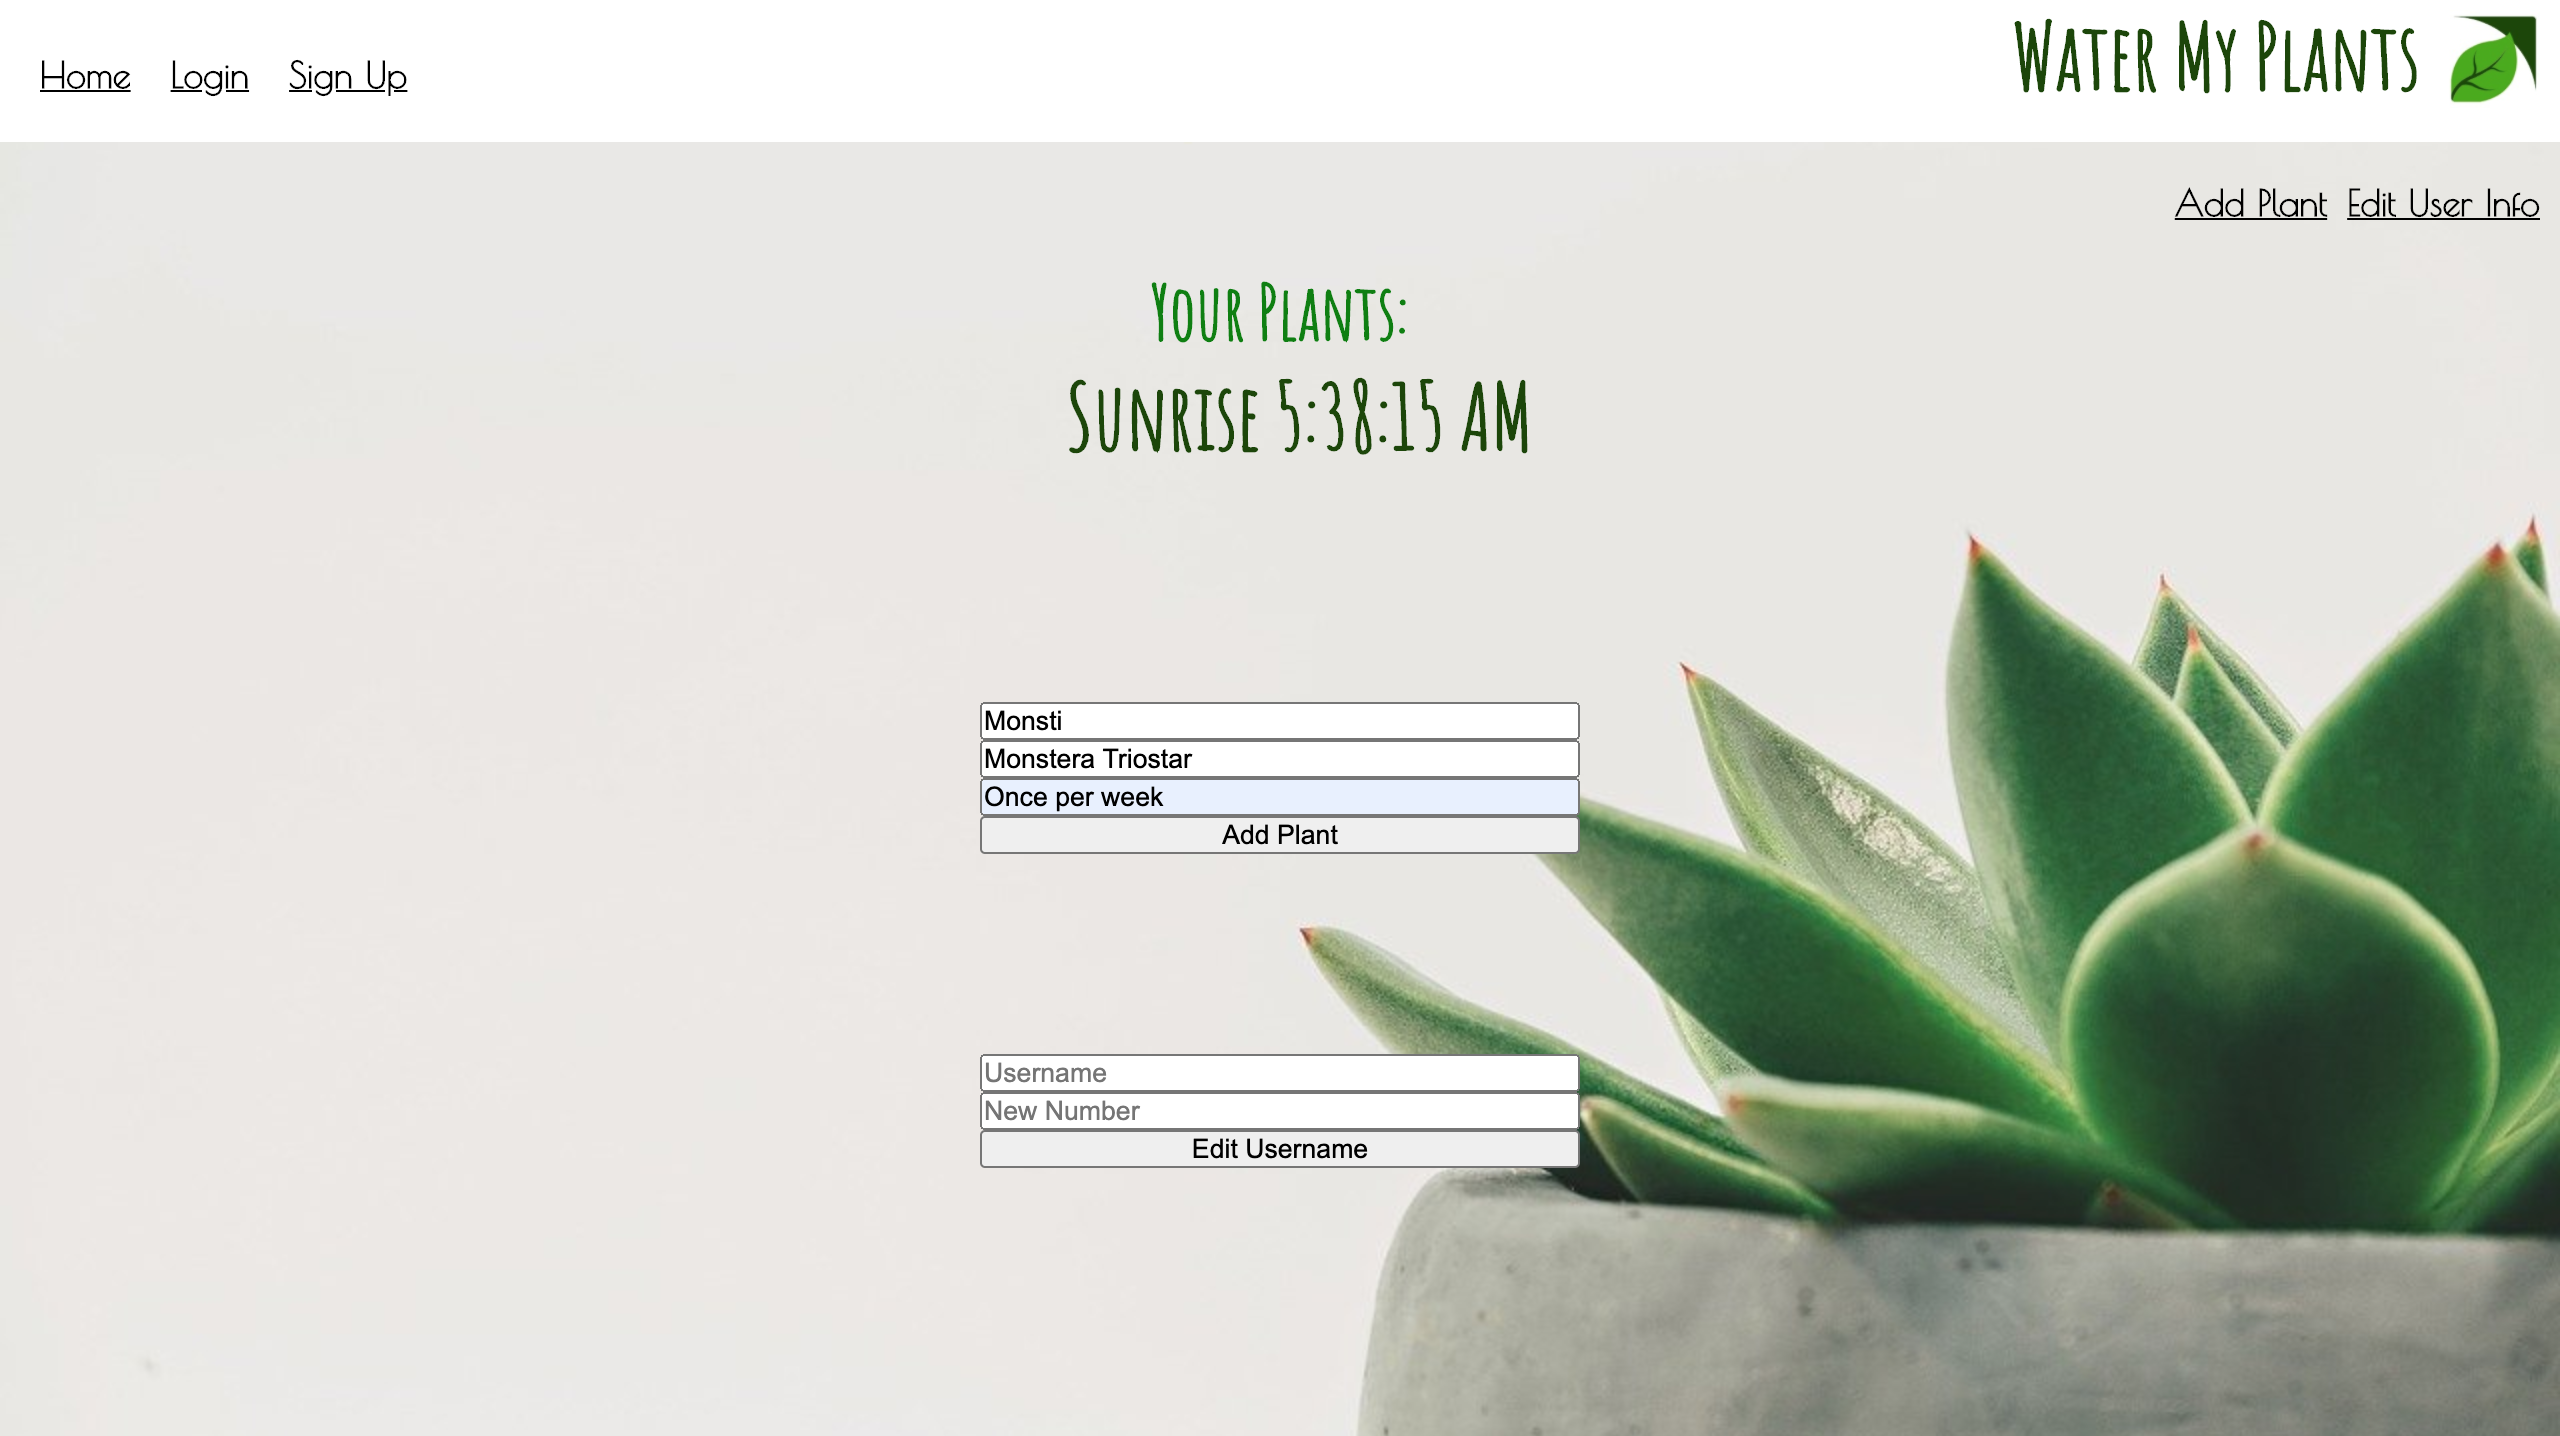 Home Login Sign Up
Water My Plants
Add Plant Edit User Info
Your Plants:
Sunrise 5:38:15 AM
Monsti
Monstera Triostar
Once per week
Add Plant
Username
New Number
Edit Username